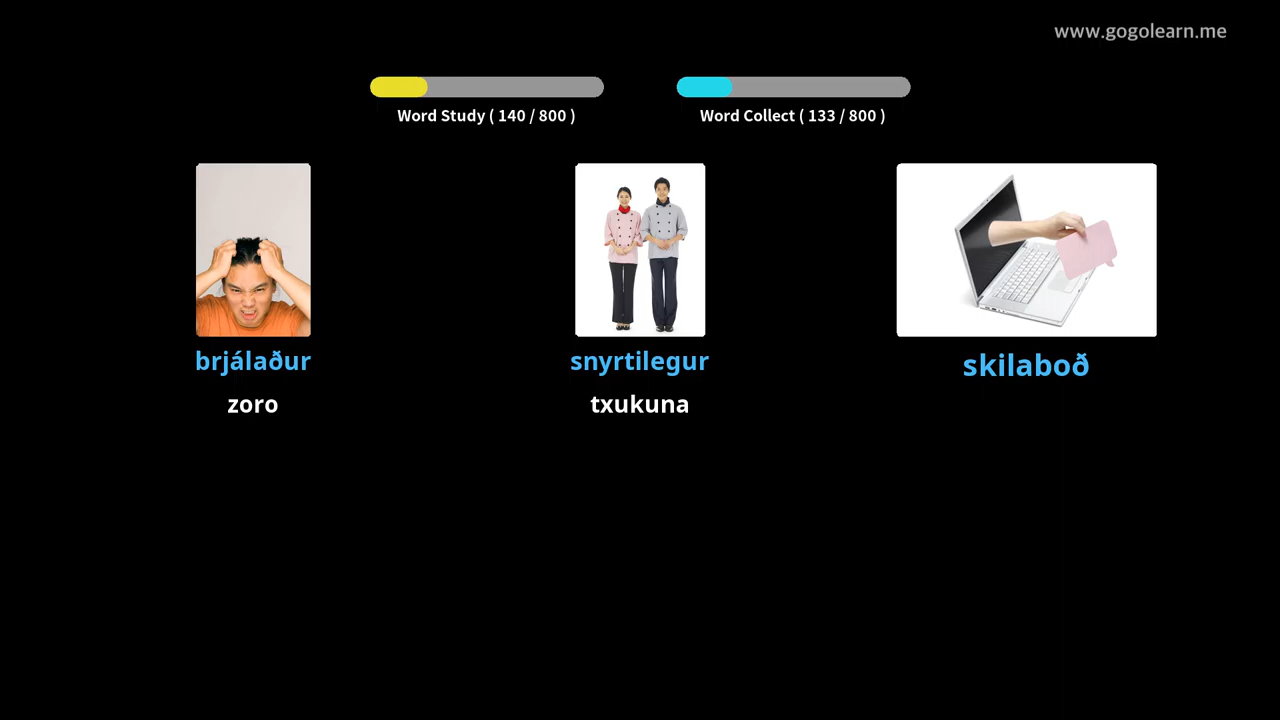 www.gogolearn.me
Word Study ( 140 / 800 )
Word Collect ( 133 / 800 )
brjálaður
snyrtilegur
skilaboð
zoro
txukuna